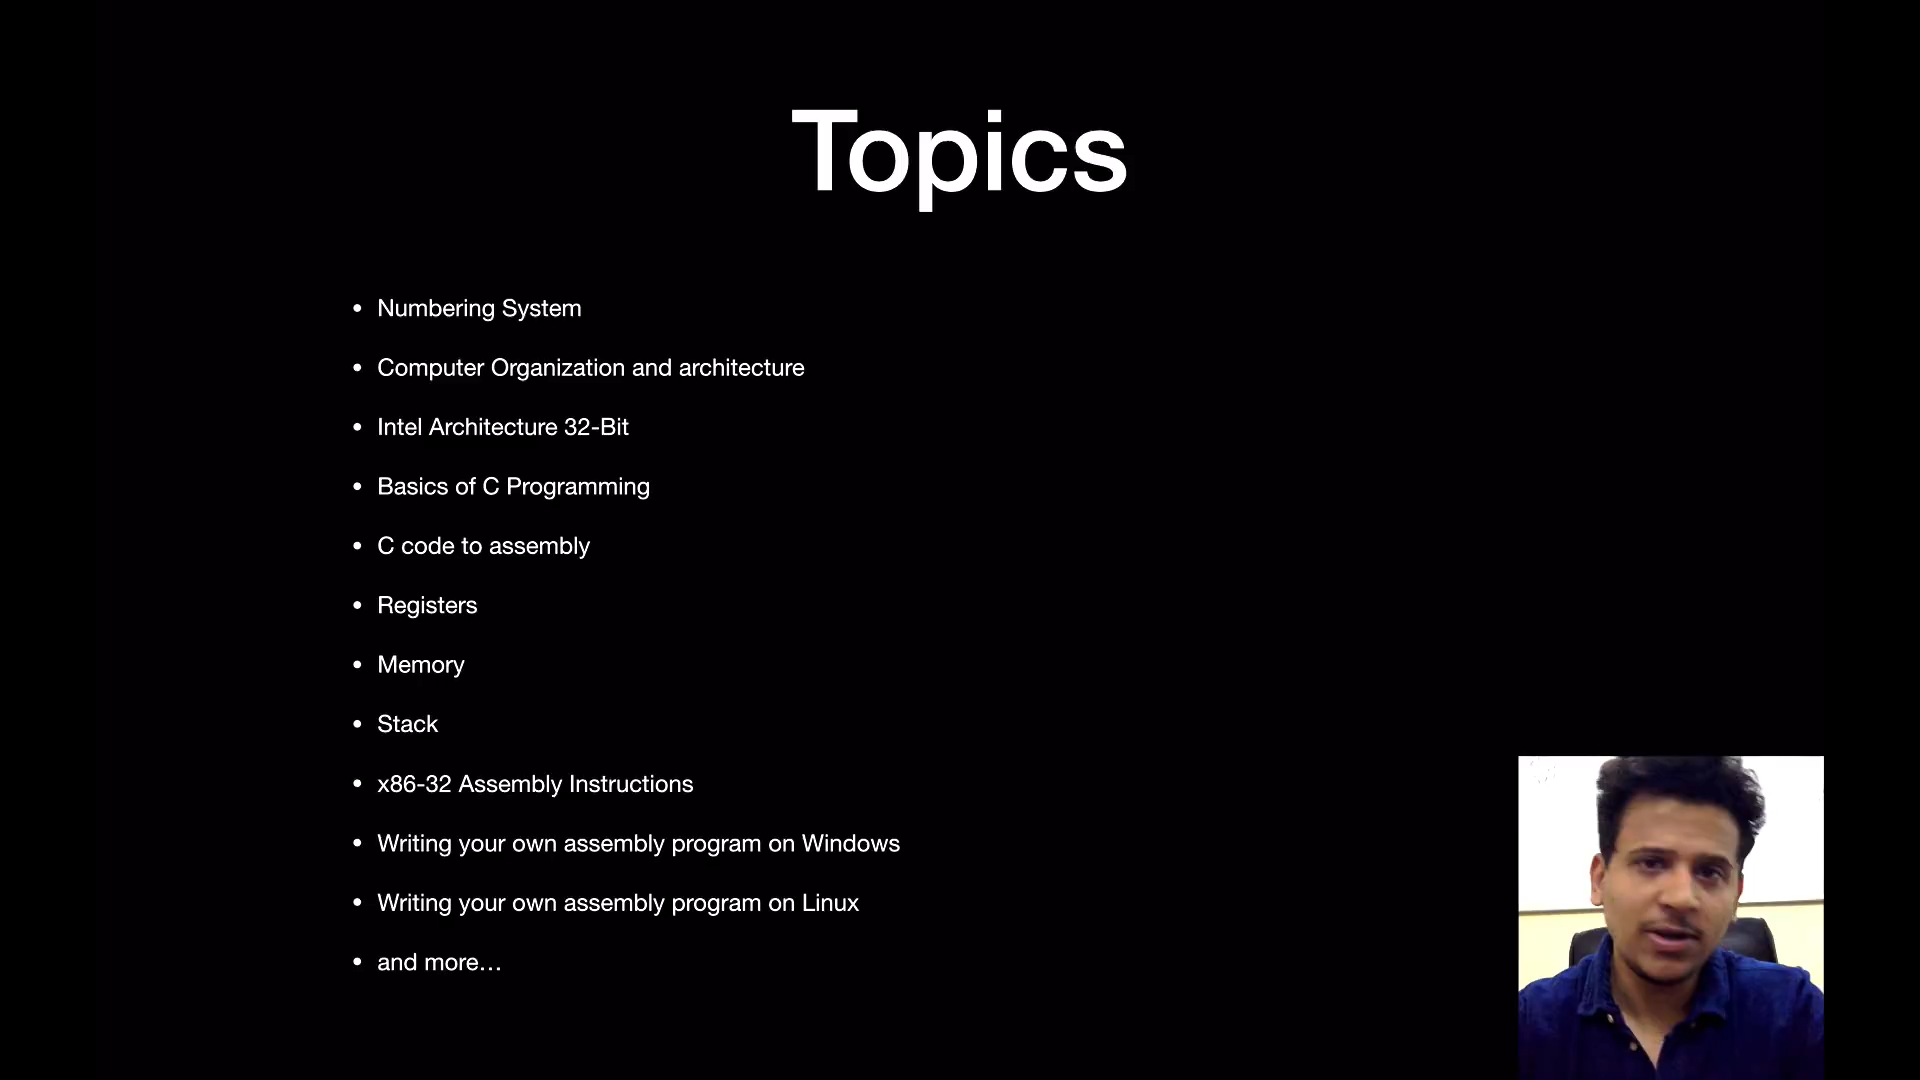 Topics
• Numbering System
• Computer Organization and architecture
• Intel Architecture 32-Bit
• Basics of C Programming
• C code to assembly
• Registers
• Memory
• Stack
• x86-32 Assembly Instructions
• Writing your own assembly program on Windows
• Writing your own assembly program on Linux
• and more…